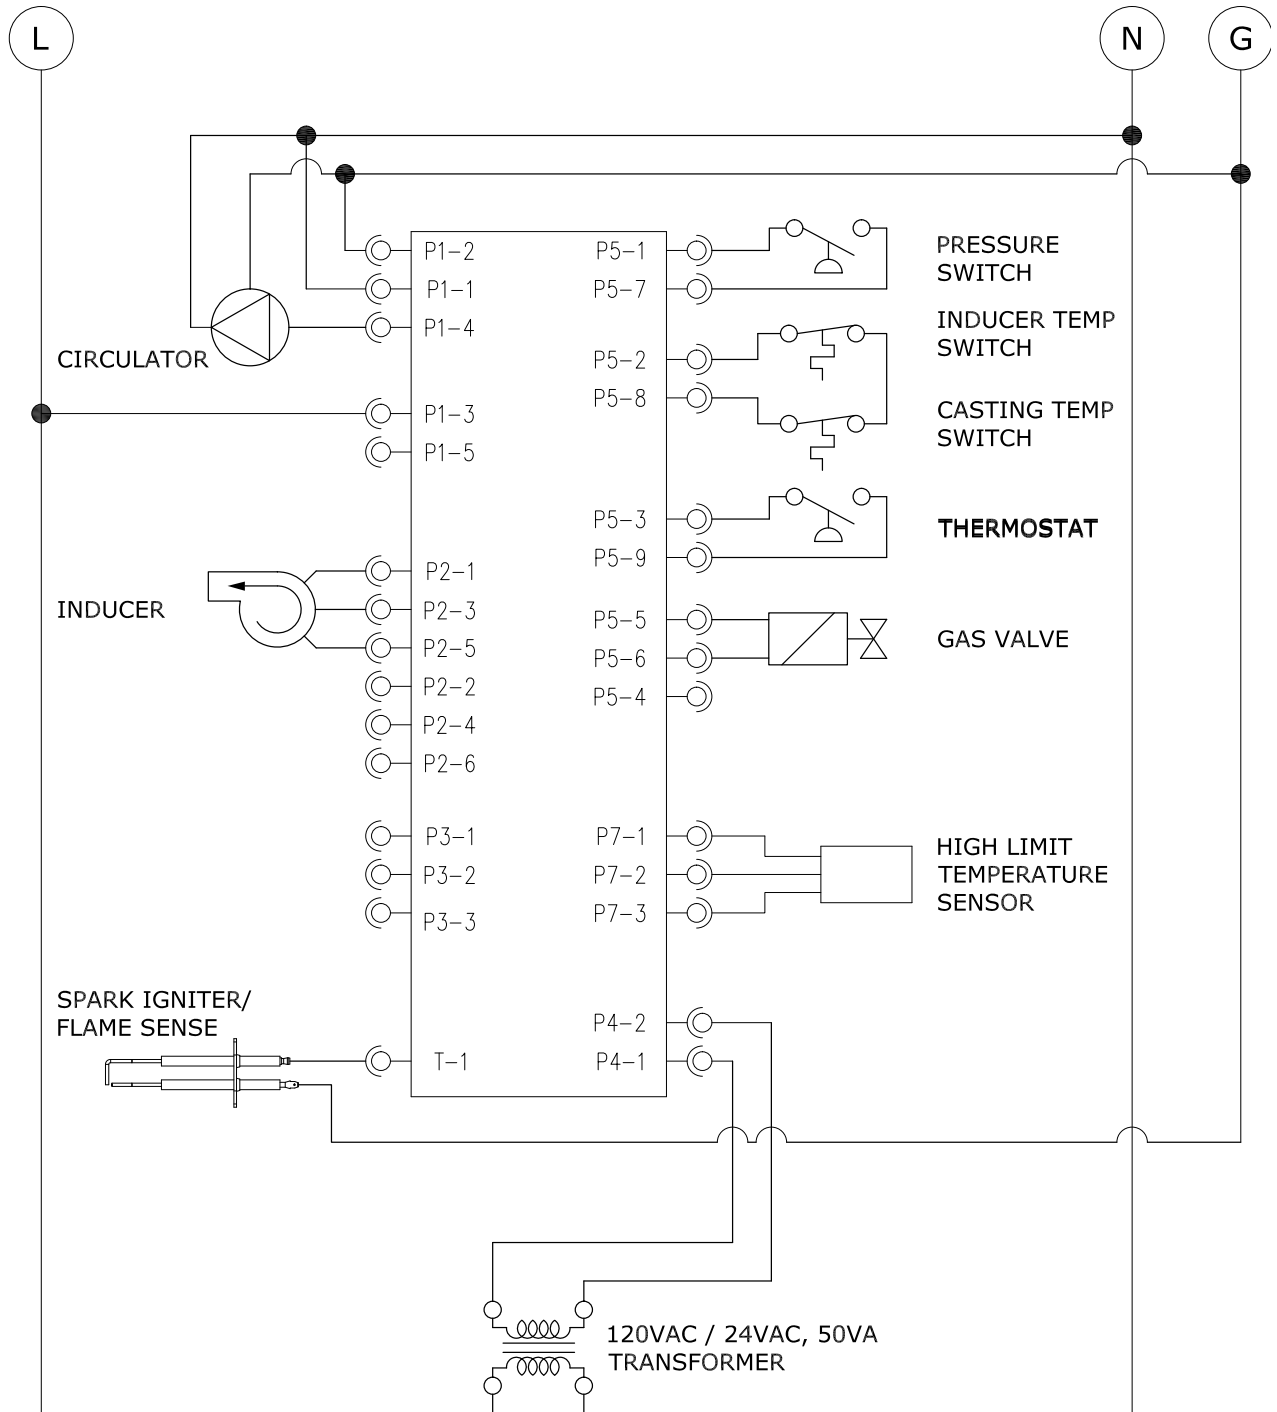 L
N
G
P1-2
P1-1
P1-4
CIRCULATOR
P1-3
P1-5
P2-1
P2-3
P2-5
P2-2
P2-4
P2-6
INDUCER
P3-1
P3-2
P3-3
SPARK IGNITER/
FLAME SENSE
T-1
P5-1
P5-7
PRESSURE
SWITCH
P5-2
P5-8
INDUCER TEMP
SWITCH
CASTING TEMP
SWITCH
P5-3
P5-9
THERMOSTAT
P5-5
P5-6
P5-4
GAS VALVE
P7-1
P7-2
P7-3
HIGH LIMIT
TEMPERATURE
SENSOR
P4-2
P4-1
120VAC / 24VAC, 50VA
TRANSFORMER